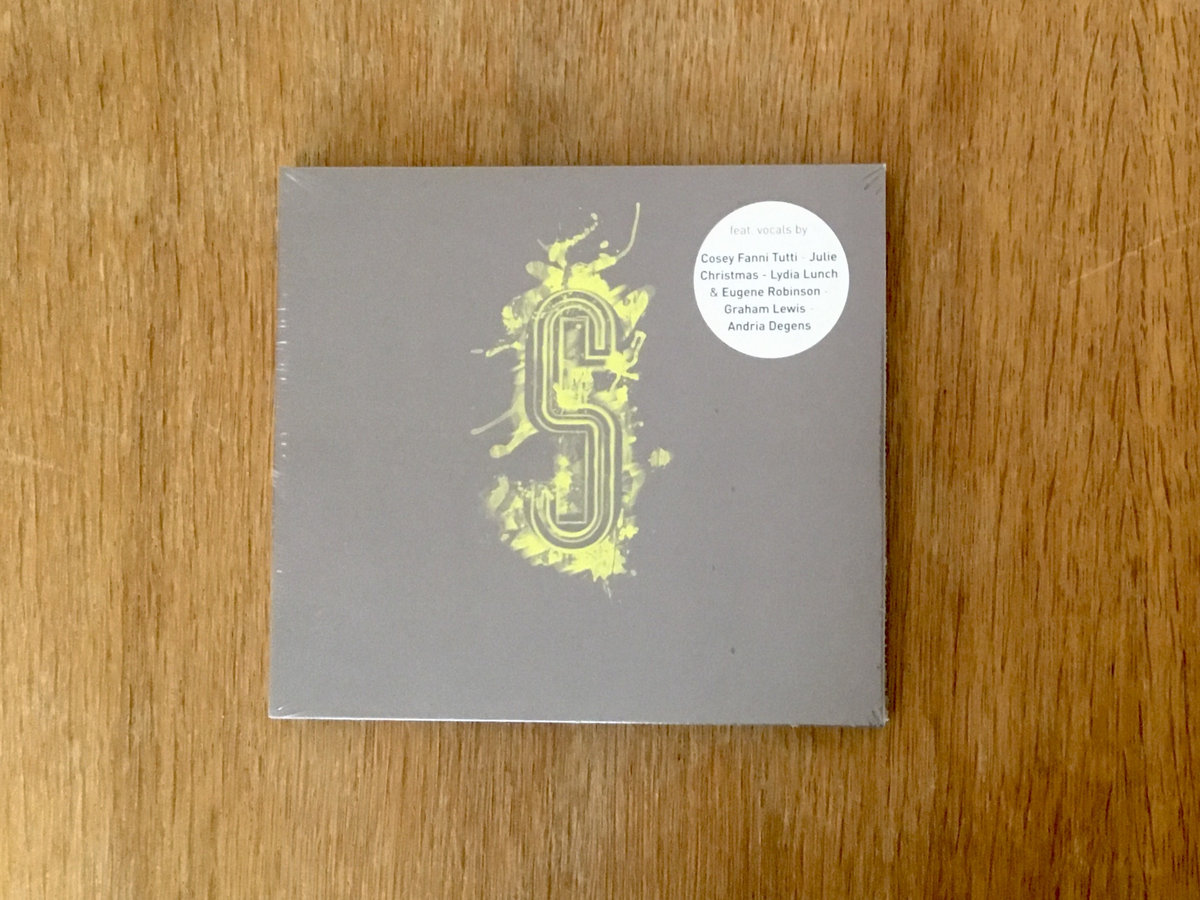 S
feat. vocals by
Cosey Fanni Tutti · Julie
Christmas - Lydia Lunch
& Eugene Robinson ·
Graham Lewis ·
Andria Degens